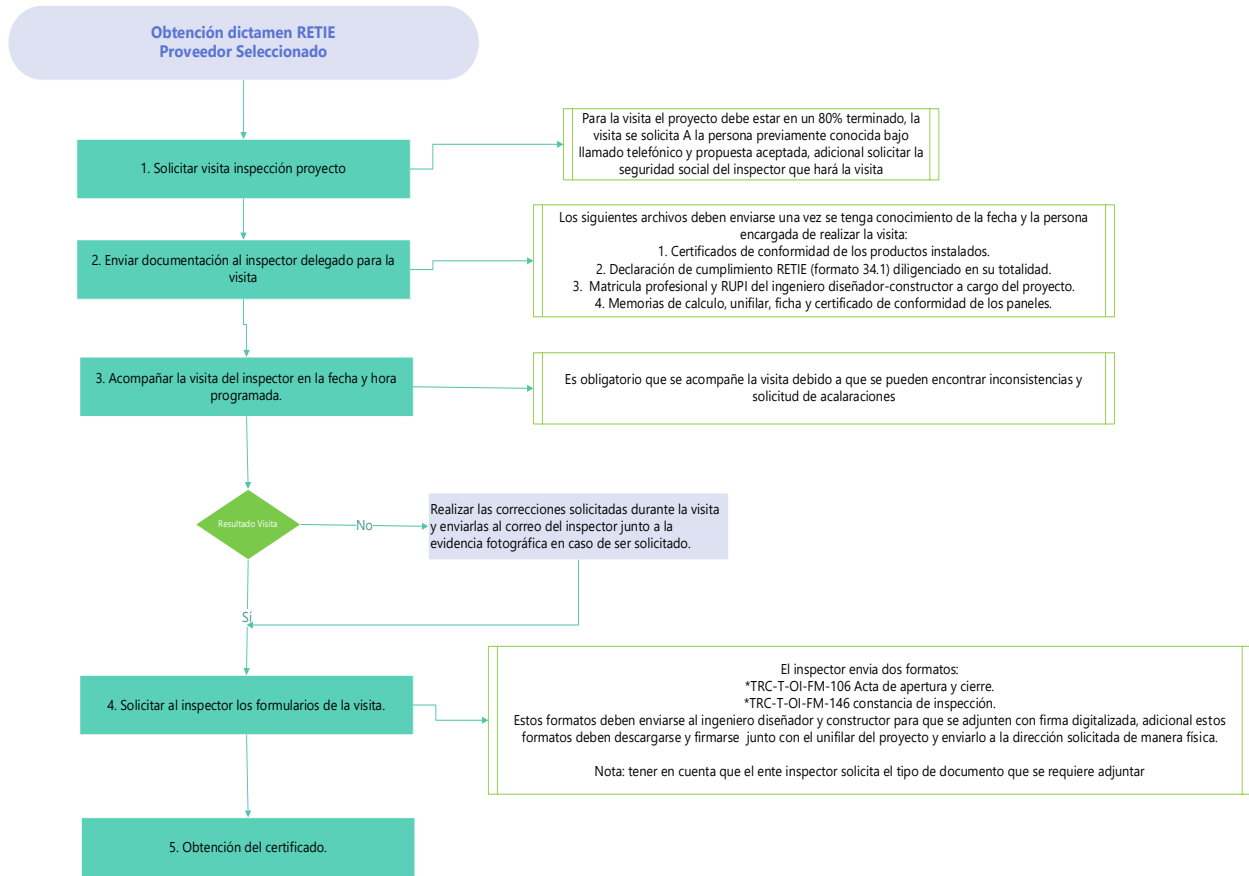 Obtención dictamen RETIE
Proveedor Seleccionado
Para la visita el proyecto debe estar en un 80% terminado, la
visita se solicita A la persona previamente conocida bajo
llamado telefónico y propuesta aceptada, adicional solicitar la
seguridad social del inspector que hará la visita
1. Solicitar visita inspección proyecto
Los siguientes archivos deben enviarse una vez se tenga conocimiento de la fecha y la persona
encargada de realizar la visita:
1. Certificados de conformidad de los productos instalados.
2. Declaración de cumplimiento RETIE (formato 34.1) diligenciado en su totalidad.
3. Matricula profesional y RUPI del ingeniero diseñador-constructor a cargo del proyecto.
4. Memorias de calculo, unifilar, ficha y certificado de conformidad de los paneles.
2. Enviar documentación al inspector delegado para la
visita
3. Acompañar la visita del inspector en la fecha y hora
programada.
Es obligatorio que se acompañe la visita debido a que se pueden encontrar inconsistencias y
solicitud de acalaraciones
Resultado Visita
No
Realizar las correcciones solicitadas durante la visita
y enviarlas al correo del inspector junto a la
evidencia fotográfica en caso de ser solicitado.
Sí
4. Solicitar al inspector los formularios de la visita.
El inspector envia dos formatos:
*TRC-T-OI-FM-106 Acta de apertura y cierre.
*TRC-T-OI-FM-146 constancia de inspección.
Estos formatos deben enviarse al ingeniero diseñador y constructor para que se adjunten con firma digitalizada, adicional estos
formatos deben descargarse y firmarse junto con el unifilar del proyecto y enviarlo a la dirección solicitada de manera física.
Nota: tener en cuenta que el ente inspector solicita el tipo de documento que se requiere adjuntar
5. Obtención del certificado.